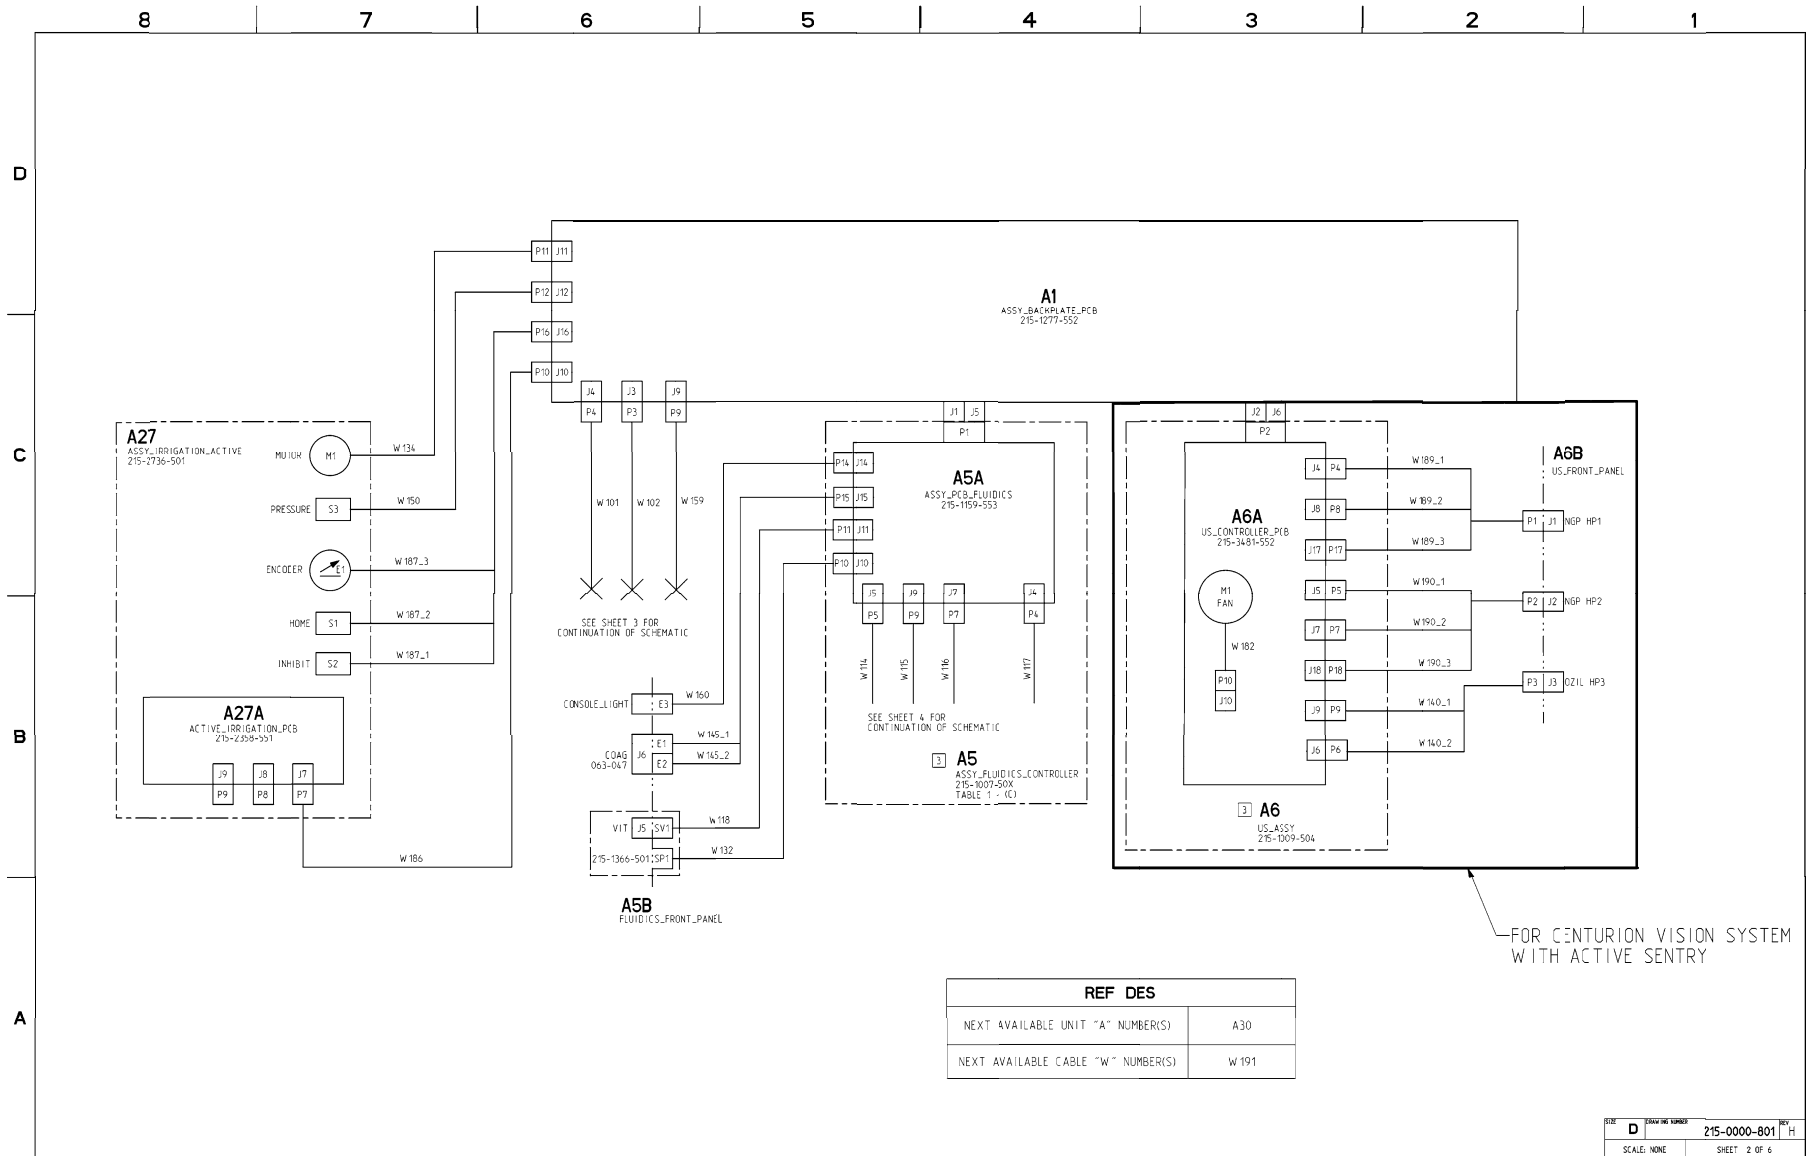 8 7 6 5 4 3 2 1
D
C
B
A
A1
ASSY_BACKPLATE_PCB
215-1277-552
P11 J11
P12 J12
P16 J16
P10 J10
J4
P4
J3
P3
J9
P9
J1 J5
P1
J2 J6
P2
A27
ASSY_IRRIGATION_ACTIVE
215-2736-501
MOTOR M1 W 134
PRESSURE S3 W 150
ENCODER E1 W 187_3
HOME S1 W 187_2
INHIBIT S2 W 187_1
A27A
ACTIVE_IRRIGATION_PCB
215-2358-551
J9 J8 J7
P9 P8 P7
W 186
W 101
W 102
W 159
SEE SHEET 3 FOR
CONTINUATION OF SCHEMATIC
CONSOLE_LIGHT E3 W 160
COAG
063-047
J6
E1 W 145_1
E2 W 145_2
VIT J5 SV1 W 118
215-1366-501 SP1 W 132
A5B
FLUIDICS_FRONT_PANEL
P14 J14
P15 J15
P11 J11
P10 J10
A5A
ASSY_PCB_FLUIDICS
215-1159-553
J5 J9 J7 J4
P5 P9 P7 P4
W 114
W 115
W 116
W 117
SEE SHEET 4 FOR
CONTINUATION OF SCHEMATIC
3 A5
ASSY_FLUIDICS_CONTROLLER
215-1007-50X
TABLE 1 - (C)
A6A
US_CONTROLLER_PCB
215-3481-552
M1
FAN
W 182
P10
J10
J4 P4 W 189_1
J8 P8 W 189_2
J17 P17 W 189_3
J5 P5 W 190_1
J7 P7 W 190_2
J18 P18 W 190_3
J9 P9 W 140_1
J6 P6 W 140_2
3 A6
US_ASSY
215-1009-504
A6B
US_FRONT_PANEL
P1 J1 NGP HP1
P2 J2 NGP HP2
P3 J3 OZIL HP3
FOR CENTURION VISION SYSTEM
WITH ACTIVE SENTRY
REF DES
NEXT AVAILABLE UNIT "A" NUMBER(S) A30
NEXT AVAILABLE CABLE "W" NUMBER(S) W 191
SIZE D DRAWING NUMBER 215-0000-801 REV H
SCALE: NONE SHEET 2 OF 6